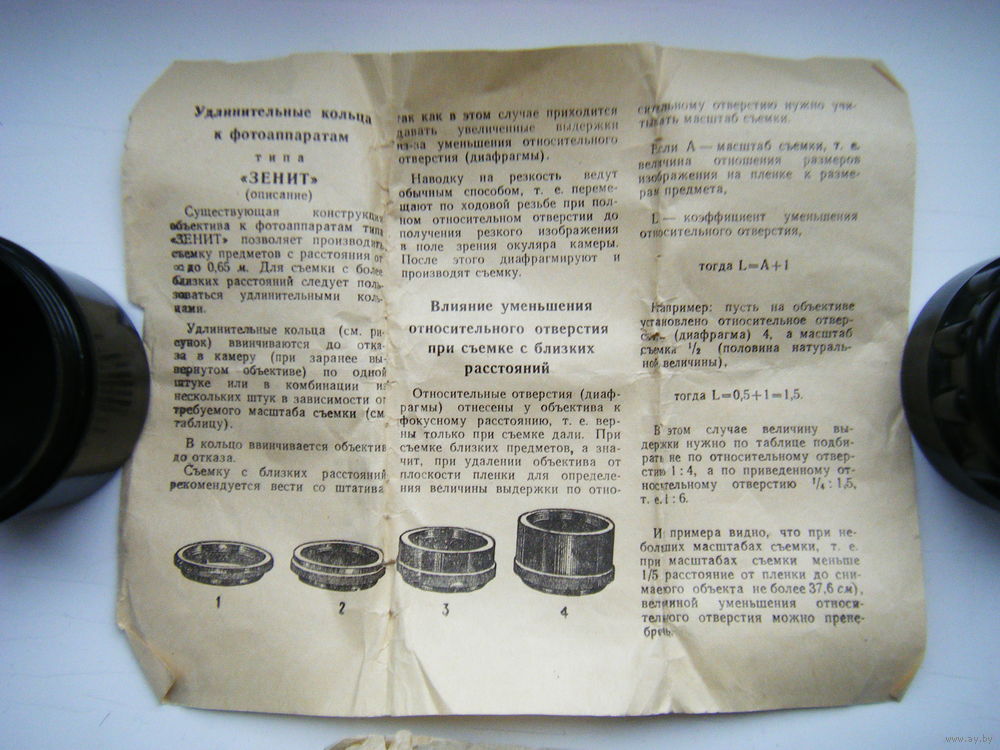 Удлинительные кольца
к фотоаппаратам
типа
«ЗЕНИТ»
(описание)
Существующая конструкция
объектива к фотоаппаратам типа
«ЗЕНИТ» позволяет производить
съемку предметов с расстояния от
∞ до 0,65 м. Для съемки с более
близких расстояний следует поль-
зоваться удлинительными коль-
цами.
Удлинительные кольца (см. ри-
сунок) ввинчиваются до отка-
за в камеру (при заранее вы-
вернутом объективе) по одной
штуке или в комбинации из
нескольких штук в зависимости от
требуемого масштаба съемки (см.
таблицу).
В кольцо ввинчивается объектив
до отказа.
Съемку с близких расстояний
рекомендуется вести со штатива,
1
2
3
4
так как в этом случае приходится
давать увеличенные выдержки
из-за уменьшения относительного
отверстия (диафрагмы).
Наводку на резкость ведут
обычным способом, т. е. переме-
щают по ходовой резьбе при пол-
ном относительном отверстии до
получения резкого изображения
в поле зрения окуляра камеры.
После этого диафрагмируют и
производят съемку.
Влияние уменьшения
относительного отверстия
при съемке с близких
расстояний
Относительные отверстия (диаф-
рагмы) отнесены у объектива к
фокусному расстоянию, т. е. вер-
ны только при съемке дали. При
съемке близких предметов, а зна-
чит, при удалении объектива от
плоскости пленки для определе-
ния величины выдержки по отно-
сительному отверстию нужно учи-
тывать масштаб съемки.
Если А — масштаб съемки, т. е.
величина отношения размеров
изображения на пленке к разме-
рам предмета,
L — коэффициент уменьшения
относительного отверстия,
тогда L=A+1
Например: пусть на объективе
установлено относительное отвер-
стие (диафрагма) 4, а масштаб
съемки 1/2 (половина натураль-
ной величины),
тогда L=0,5+1=1,5.
В этом случае величину вы-
держки нужно по таблице подби-
рать не по относительному отвер-
стию 1:4, а по приведенному от-
носительному отверстию 1/4:1,5,
т. е. 1:6.
Из примера видно, что при не-
больших масштабах съемки, т. е.
при масштабах съемки меньше
1/5 расстояние от пленки до сни-
маемого объекта не более 37,6 см),
величиной уменьшения относи-
тельного отверстия можно прене-
бречь.
www.ay.by